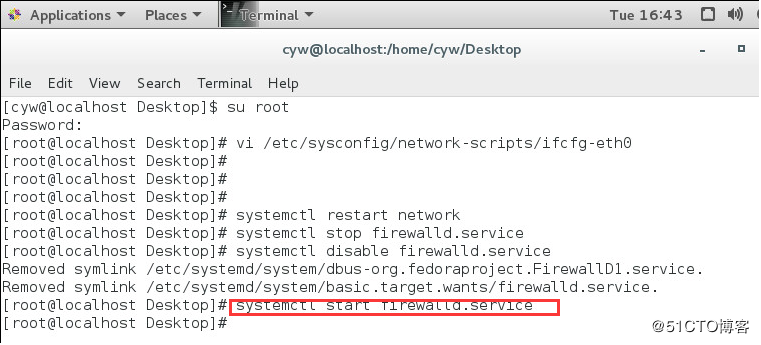 Applications Places Terminal Tue 16:43
cyw@localhost:/home/cyw/Desktop
File Edit View Search Terminal Help
[cyw@localhost Desktop]$ su root
Password:
[root@localhost Desktop]# vi /etc/sysconfig/network-scripts/ifcfg-eth0
[root@localhost Desktop]#
[root@localhost Desktop]#
[root@localhost Desktop]#
[root@localhost Desktop]# systemctl restart network
[root@localhost Desktop]# systemctl stop firewalld.service
[root@localhost Desktop]# systemctl disable firewalld.service
Removed symlink /etc/systemd/system/dbus-org.fedoraproject.FirewallD1.service.
Removed symlink /etc/systemd/system/basic.target.wants/firewalld.service.
[root@localhost Desktop]# systemctl start firewalld.service
[root@localhost Desktop]#
@51CTO博客